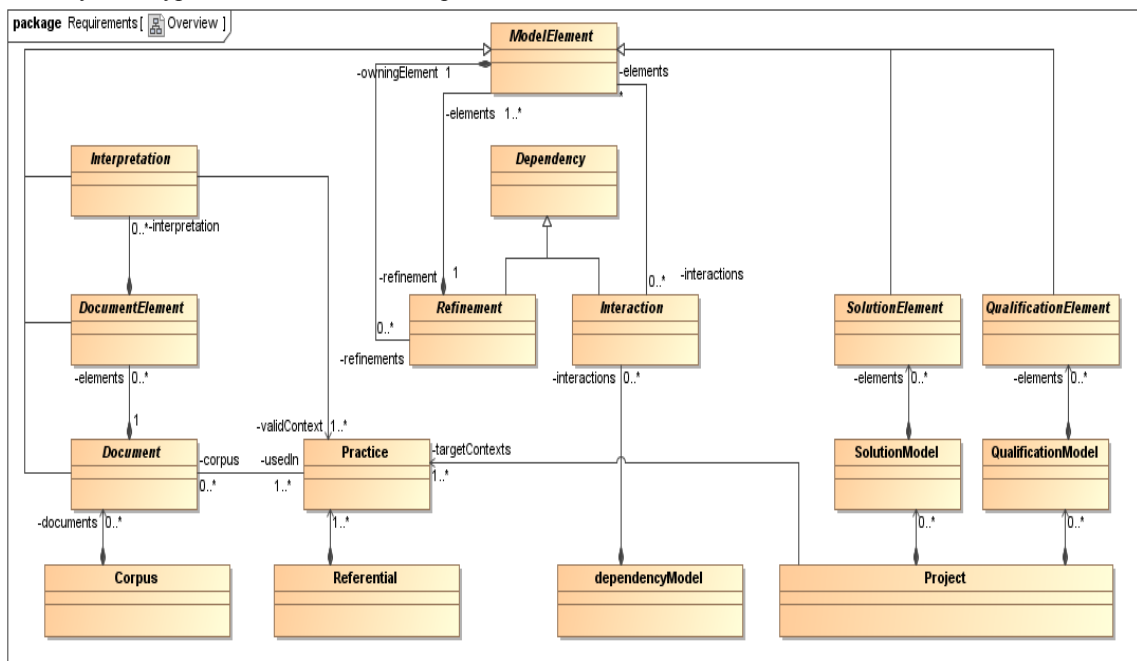 package Requirements [ Overview ]
ModelElement
-owningElement 1
-elements
*
-elements 1..*
Interpretation
Dependency
0..* -interpretation
-refinement 1
0..* -interactions
DocumentElement
Refinement
Interaction
SolutionElement
QualificationElement
0..*
-refinements
-elements 0..*
-interactions 0..*
-elements 0..*
-elements 0..*
1
-validContext 1..*
Document
-corpus
0..*
-usedIn
1..*
Practice
-targetContexts
1..*
SolutionModel
QualificationModel
-documents 0..*
1..*
0..*
0..*
Corpus
Referential
dependencyModel
Project